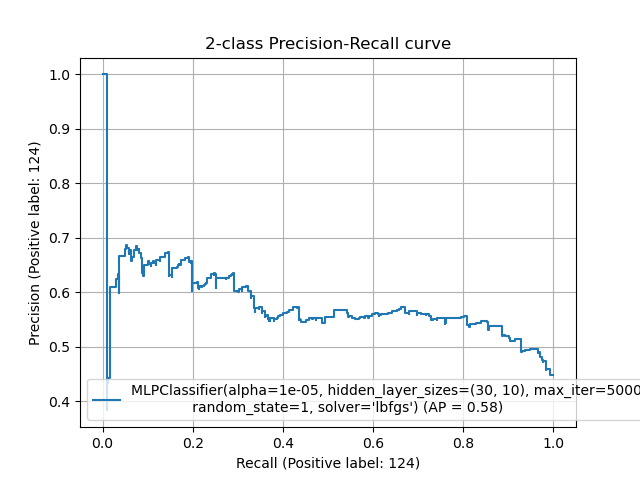 2-class Precision-Recall curve
1.0
0.9
0.8
0.7
0.6
0.5
0.4
Precision (Positive label: 124)
MLPClassifier(alpha=1e-05, hidden_layer_sizes=(30, 10), max_iter=5000
random_state=1, solver='lbfgs') (AP = 0.58)
0.0 0.2 0.4 0.6 0.8 1.0
Recall (Positive label: 124)